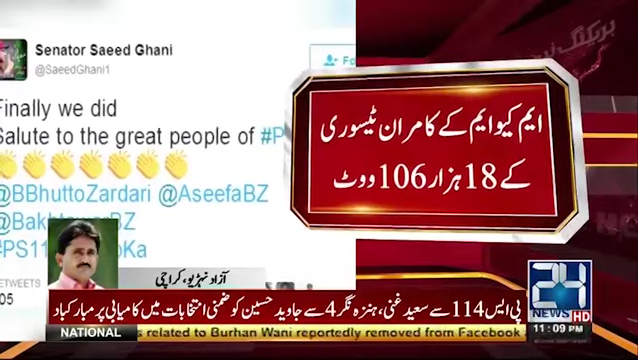 Senator Saeed Ghani
@SaeedGhani1
Finally we did
Salute to the great people of
@BBhuttoZardari @AseefaBZ
ایم کیو ایم کے کامران ٹیسوری
کے 18 ہزار 106 ووٹ
آزاد نہڑیو، کراچی
پی ایس 114 سے سعید غنی، ہنزہ نگر 4 سے جاوید حسین کو ضمنی انتخابات میں کامیابی پر مبارکباد
24
NEWS HD
11:09 PM
NATIONAL
related to Burhan Wani reportedly removed from Facebook